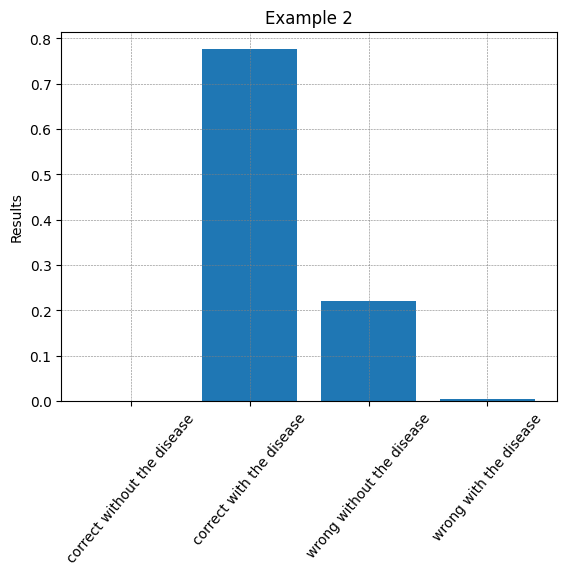 Example 2
0.8
0.7
0.6
0.5
0.4
0.3
0.2
0.1
0.0
Results
correct without the disease
correct with the disease
wrong without the disease
wrong with the disease